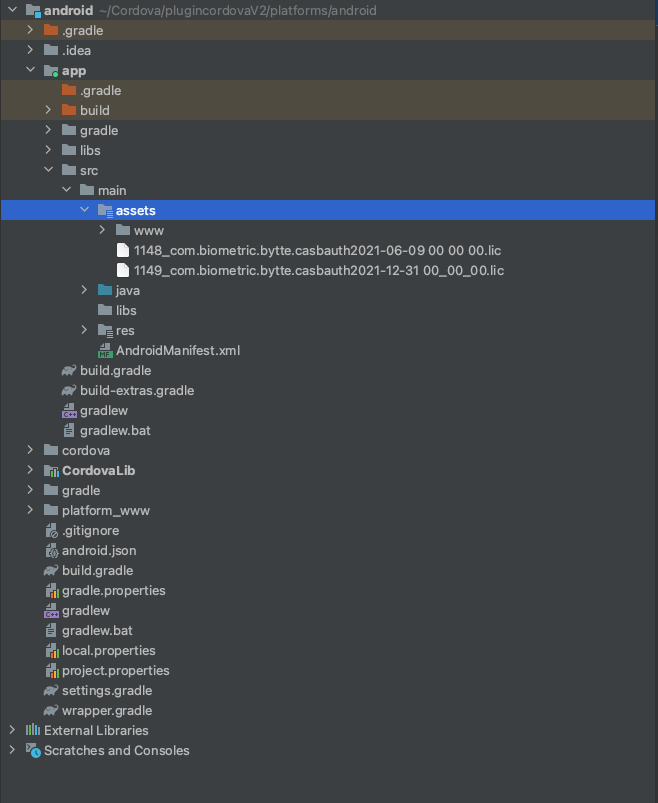 android ~/Cordova/plugincordovaV2/platforms/android
.gradle
.idea
app
.gradle
build
gradle
libs
src
main
assets
www
1148_com.biometric.bytte.casbauth2021-06-09 00 00 00.lic
1149_com.biometric.bytte.casbauth2021-12-31 00_00_00.lic
java
libs
res
MF AndroidManifest.xml
build.gradle
build-extras.gradle
C++ gradlew
gradlew.bat
cordova
CordovaLib
gradle
platform_www
.gitignore
android.json
build.gradle
gradle.properties
C++ gradlew
gradlew.bat
local.properties
project.properties
settings.gradle
wrapper.gradle
External Libraries
Scratches and Consoles